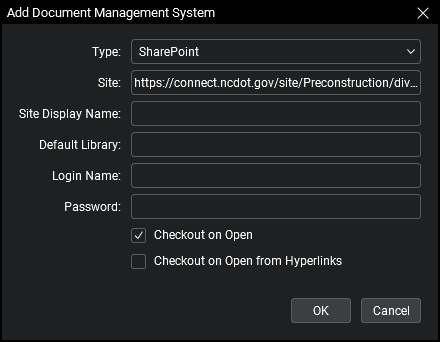 Add Document Management System
Type: SharePoint
Site: https://connect.ncdot.gov/site/Preconstruction/div...
Site Display Name:
Default Library:
Login Name:
Password:
Checkout on Open
Checkout on Open from Hyperlinks
OK Cancel